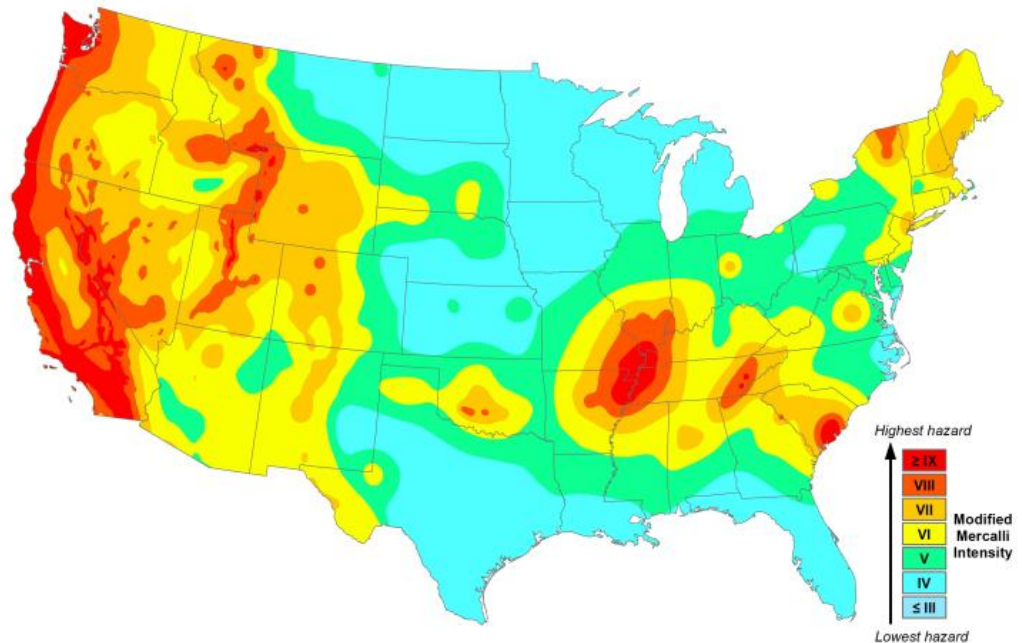 Highest hazard
≥ IX
VIII
VII
VI
V
IV
≤ III
Modified
Mercalli
Intensity
Lowest hazard